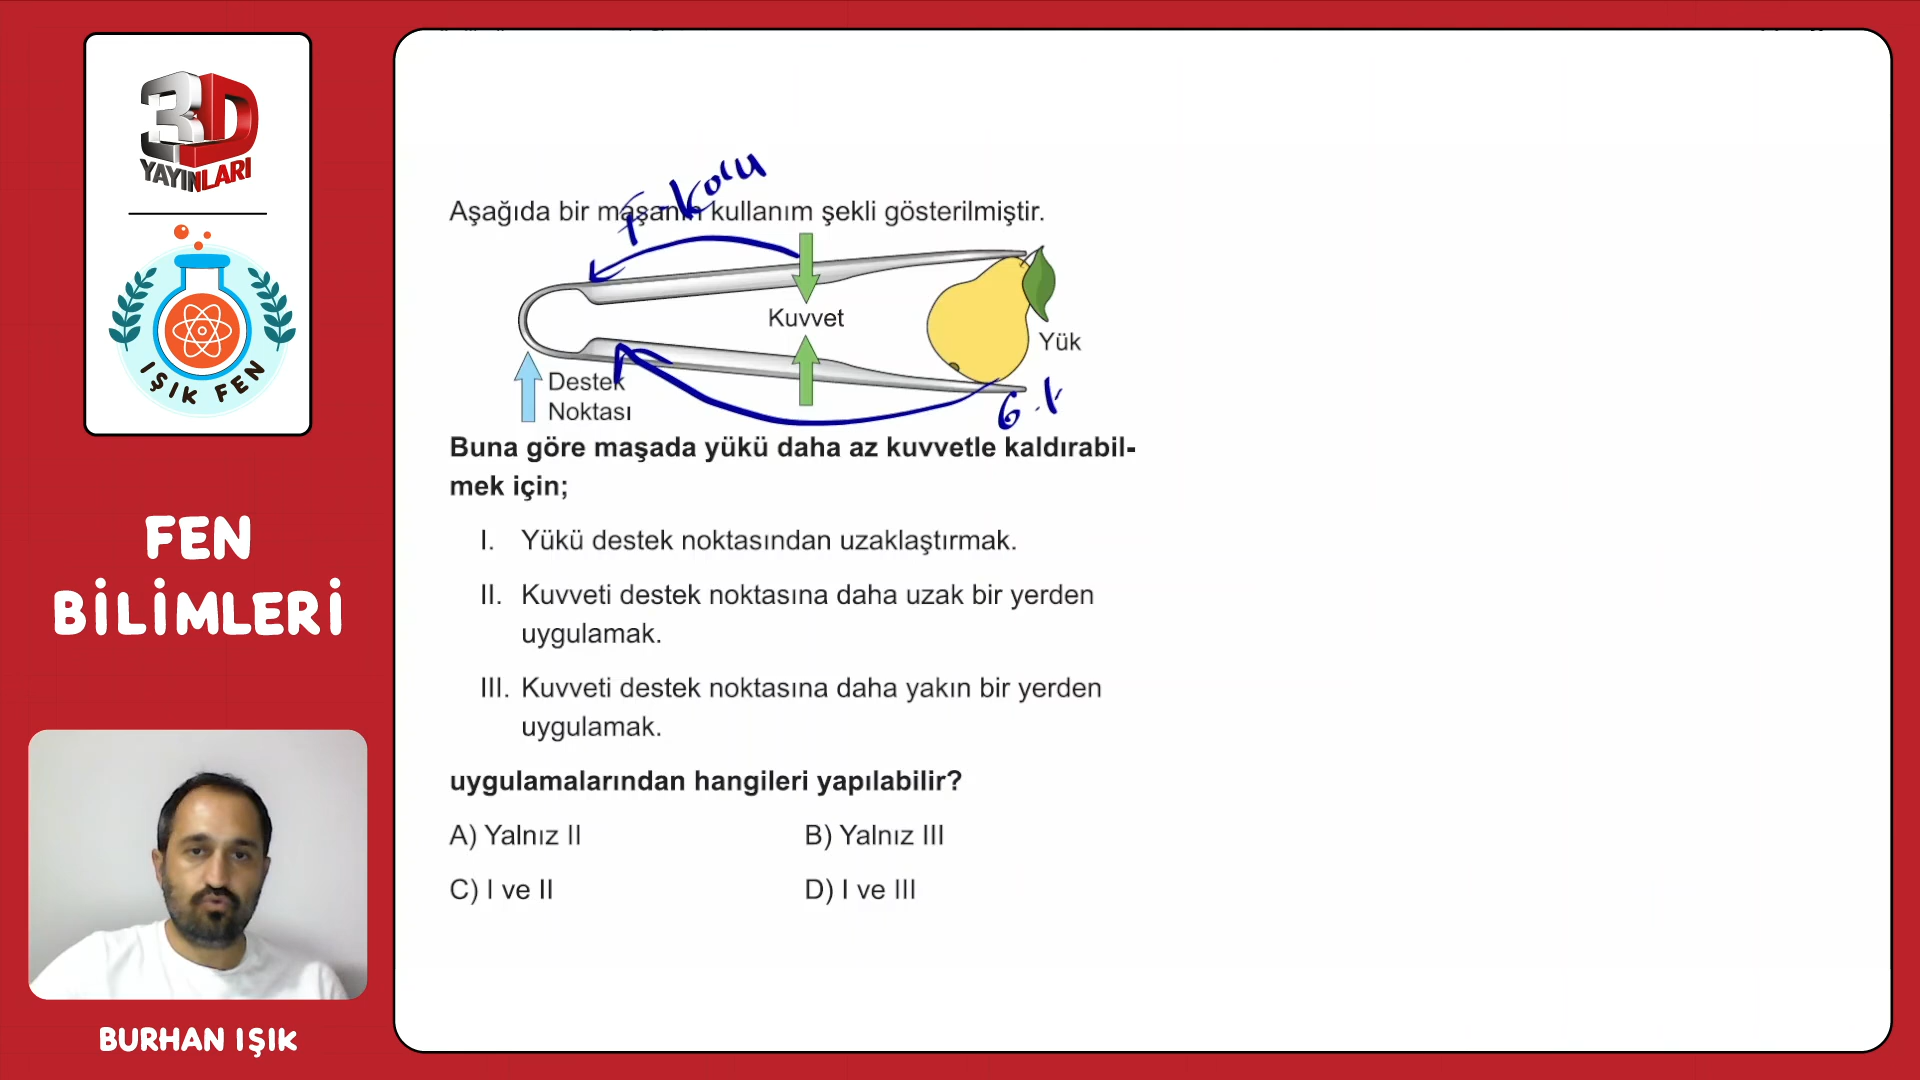 3D
YAYINLARI
IŞIK FEN
FEN
BİLİMLERİ
BURHAN IŞIK
F-kolu
Aşağıda bir maşanın kullanım şekli gösterilmiştir.
Kuvvet
Yük
Destek
Noktası
6.k
Buna göre maşada yükü daha az kuvvetle kaldırabil-
mek için;
I. Yükü destek noktasından uzaklaştırmak.
II. Kuvveti destek noktasına daha uzak bir yerden
uygulamak.
III. Kuvveti destek noktasına daha yakın bir yerden
uygulamak.
uygulamalarından hangileri yapılabilir?
A) Yalnız II
B) Yalnız III
C) I ve II
D) I ve III